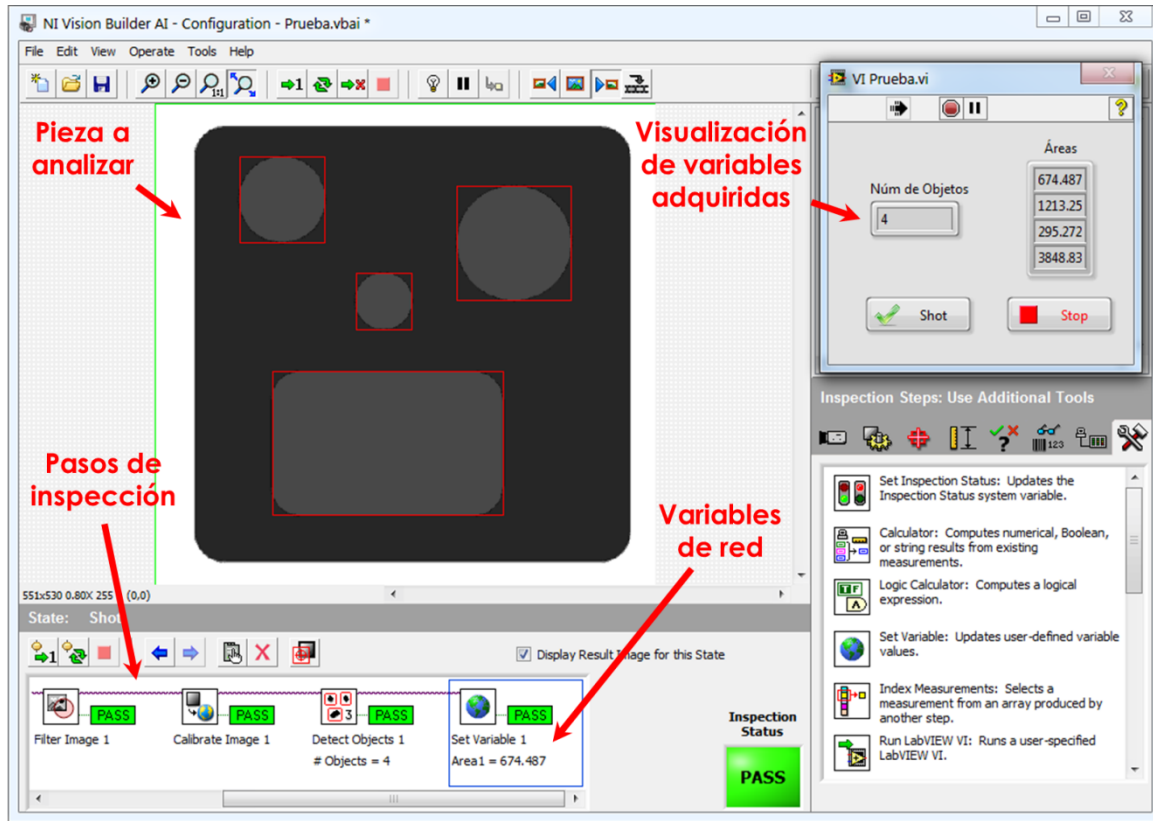 NI Vision Builder AI - Configuration - Prueba.vbai *
File Edit View Operate Tools Help
1:1
1
Pieza a
analizar
Visualización
de variables
adquiridas
VI Prueba.vi
?
Áreas
Núm de Objetos
4
674.487
1213.25
295.272
3848.83
Shot
Stop
Pasos de
inspección
Variables
de red
551x530 0.80X 255 (0,0)
State: Shot
1
Display Result Image for this State
PASS
PASS
3
PASS
PASS
Filter Image 1
Calibrate Image 1
Detect Objects 1
Set Variable 1
# Objects = 4
Area1 = 674.487
Inspection
Status
PASS
Inspection Steps: Use Additional Tools
?
123
Set Inspection Status: Updates the
Inspection Status system variable.
Calculator: Computes numerical, Boolean,
or string results from existing
measurements.
T F
A
Logic Calculator: Computes a logical
expression.
Set Variable: Updates user-defined variable
values.
Index Measurements: Selects a
measurement from an array produced by
another step.
Run LabVIEW VI: Runs a user-specified
LabVIEW VI.